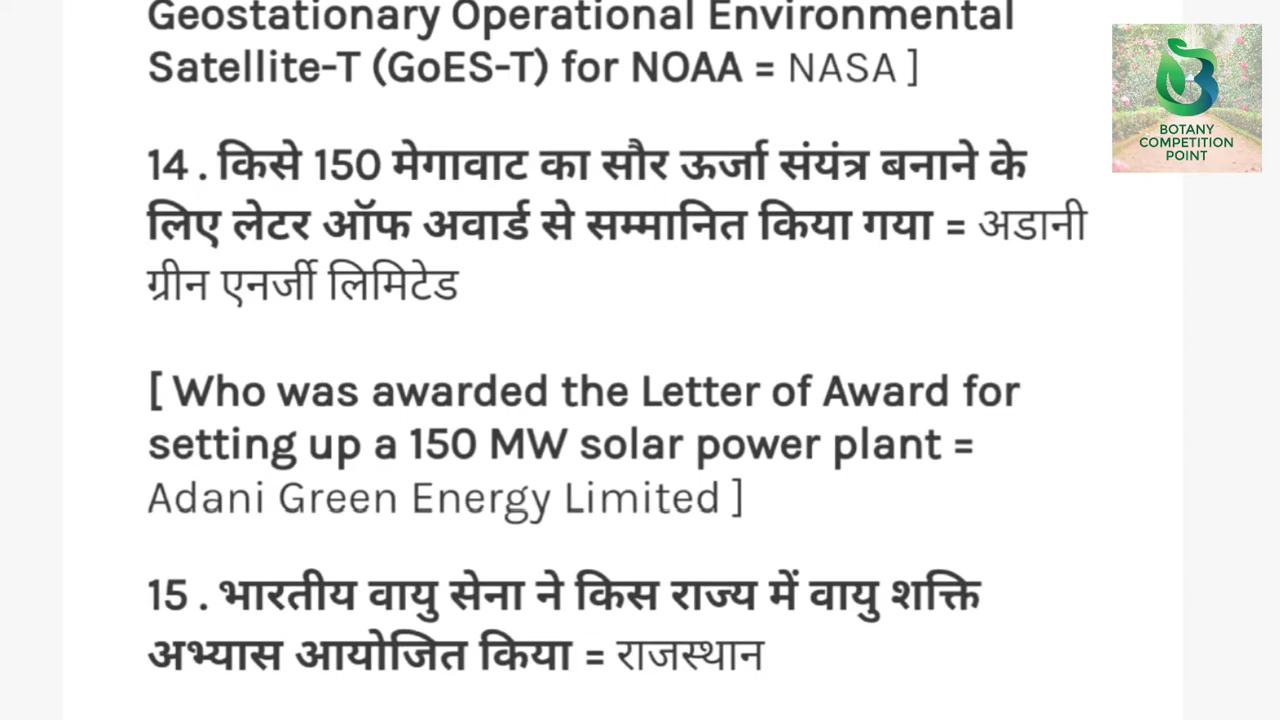 Geostationary Operational Environmental
Satellite-T (GoES-T) for NOAA = NASA ]
14 . किसे 150 मेगावाट का सौर ऊर्जा संयंत्र बनाने के
लिए लेटर ऑफ अवार्ड से सम्मानित किया गया = अडानी
ग्रीन एनर्जी लिमिटेड
[ Who was awarded the Letter of Award for
setting up a 150 MW solar power plant =
Adani Green Energy Limited ]
15 . भारतीय वायु सेना ने किस राज्य में वायु शक्ति
अभ्यास आयोजित किया = राजस्थान
BOTANY
COMPETITION
POINT